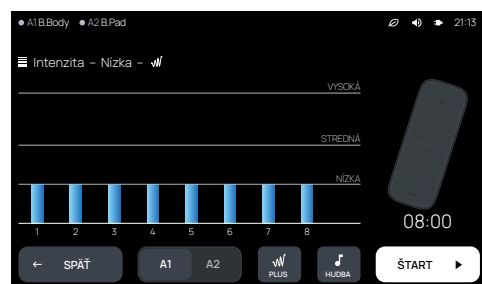 A1 B.Body A2 B.Pad 21:13
Intenzita – Nízka –
VYSOKÁ
STREDNÁ
NÍZKA
1 2 3 4 5 6 7 8
08:00
← SPÄŤ A1 A2 PLUS HUDBA ŠTART